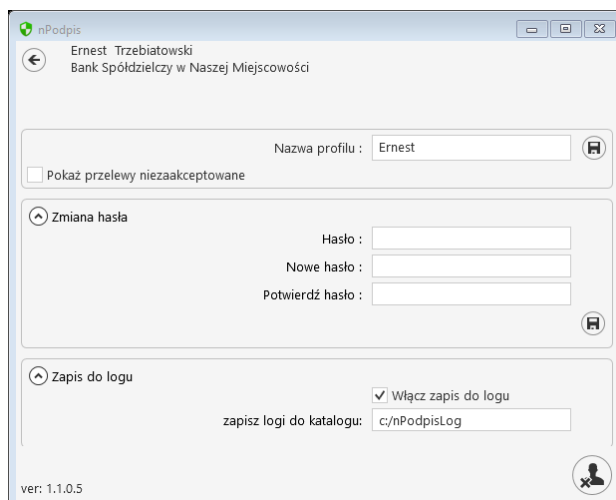 nPodpis
Ernest Trzebiatowski
Bank Spółdzielczy w Naszej Miejscowości
Nazwa profilu : Ernest
Pokaż przelewy niezaakceptowane
Zmiana hasła
Hasło :
Nowe hasło :
Potwierdź hasło :
Zapis do logu
Włącz zapis do logu
zapisz logi do katalogu: c:/nPodpisLog
ver: 1.1.0.5